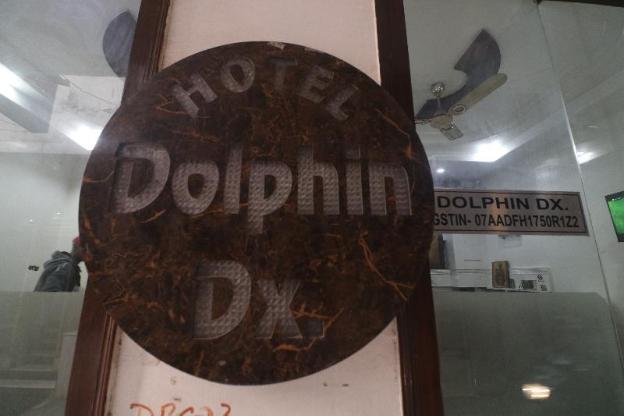 HOTEL
Dolphin
Dx.
DOLPHIN DX.
GSTIN- 07AADFH1750R1Z2